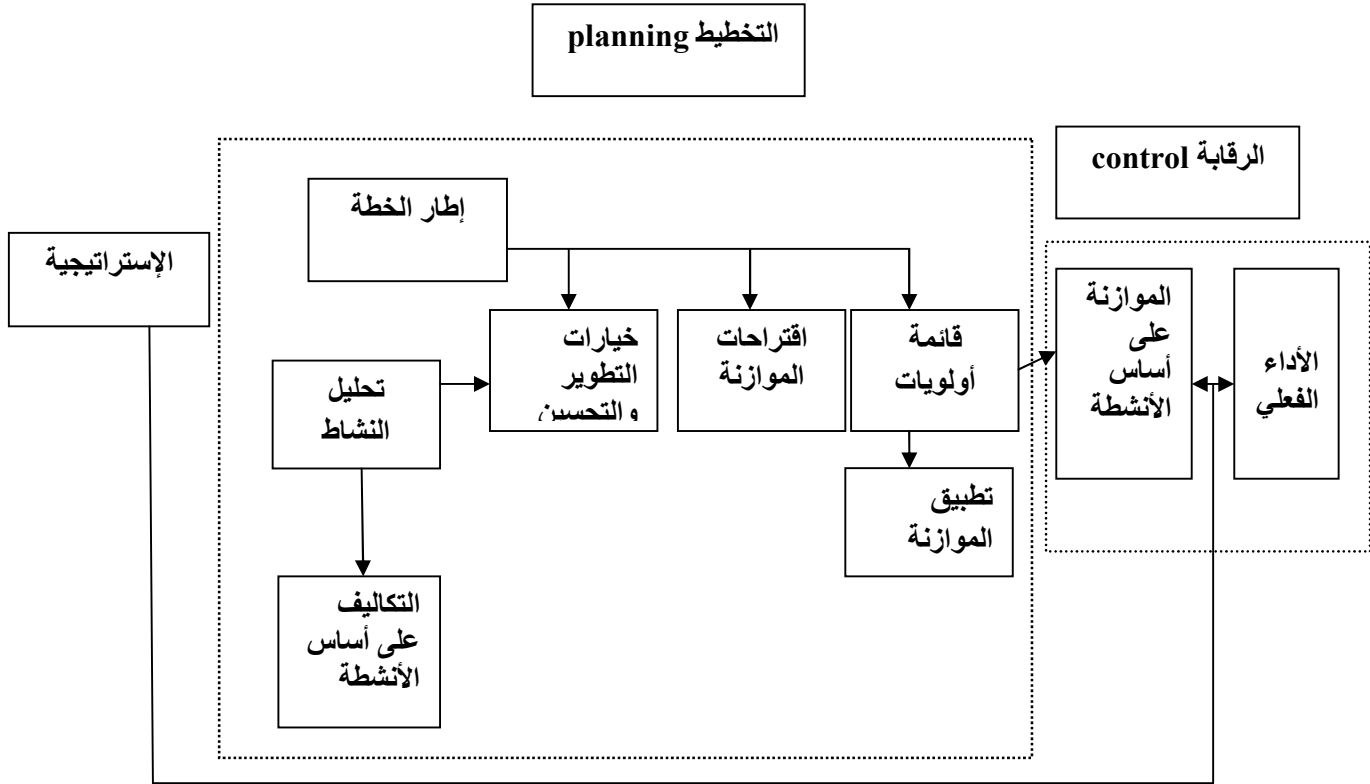 التخطيط planning
الرقابة control
إطار الخطة
الإستراتيجية
الموازنة
على
أساس
الأنشطة
الأداء
الفعلي
قائمة
أولويات
اقتراحات
الموازنة
خيارات
التطوير
والتحسين
تحليل
النشاط
تطبيق
الموازنة
التكاليف
على أساس
الأنشطة